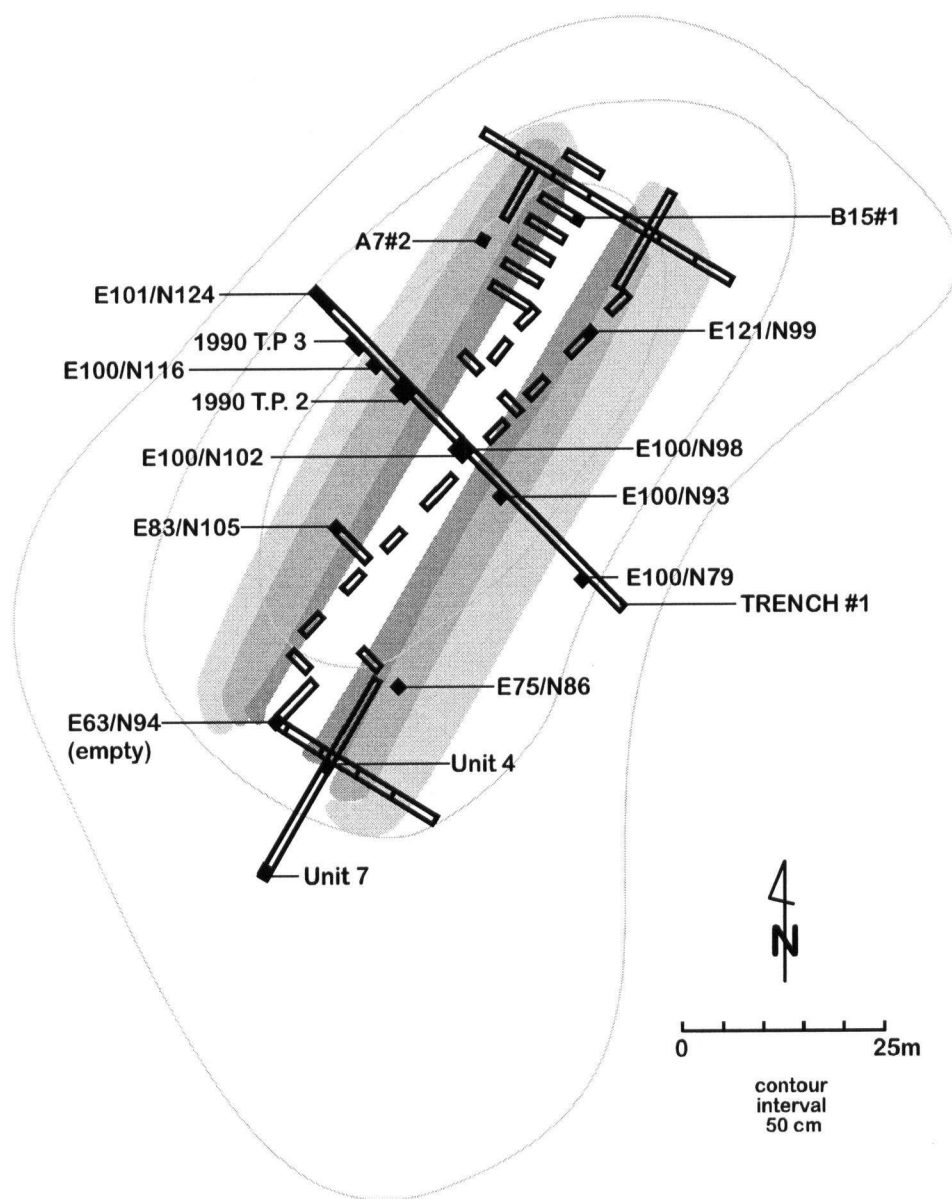 B15#1
A7#2
E101/N124
E121/N99
1990 T.P 3
E100/N116
1990 T.P. 2
E100/N102
E100/N98
E100/N93
E83/N105
E100/N79
TRENCH #1
E75/N86
E63/N94
(empty)
Unit 4
Unit 7
N
0
25m
contour
interval
50 cm